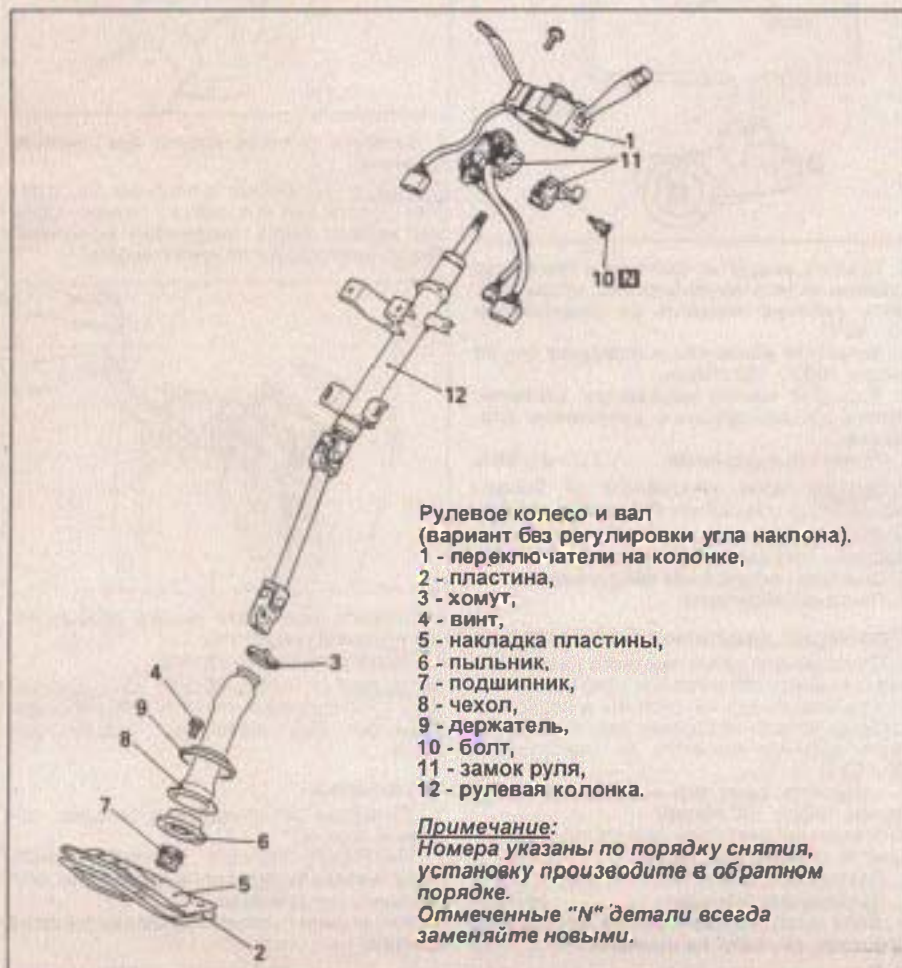 1
11
10 N
12
Рулевое колесо и вал
(вариант без регулировки угла накпона).
1 - переключатели на колонке,
2 - пластина,
3 - хомут,
4 - винт,
5 - накладка пластины,
6 - пыльник,
7 - подшипник,
8 - чехол,
9 - держатель,
10 - болт,
11 - замок руля,
12 - рулевая колонка.
Примечание:
Номера указаны по порядку снятия,
установку производите в обратном
порядке.
Отмеченные "N" детали всегда
заменяйте новыми.
3
4
9
8
7
6
5
2